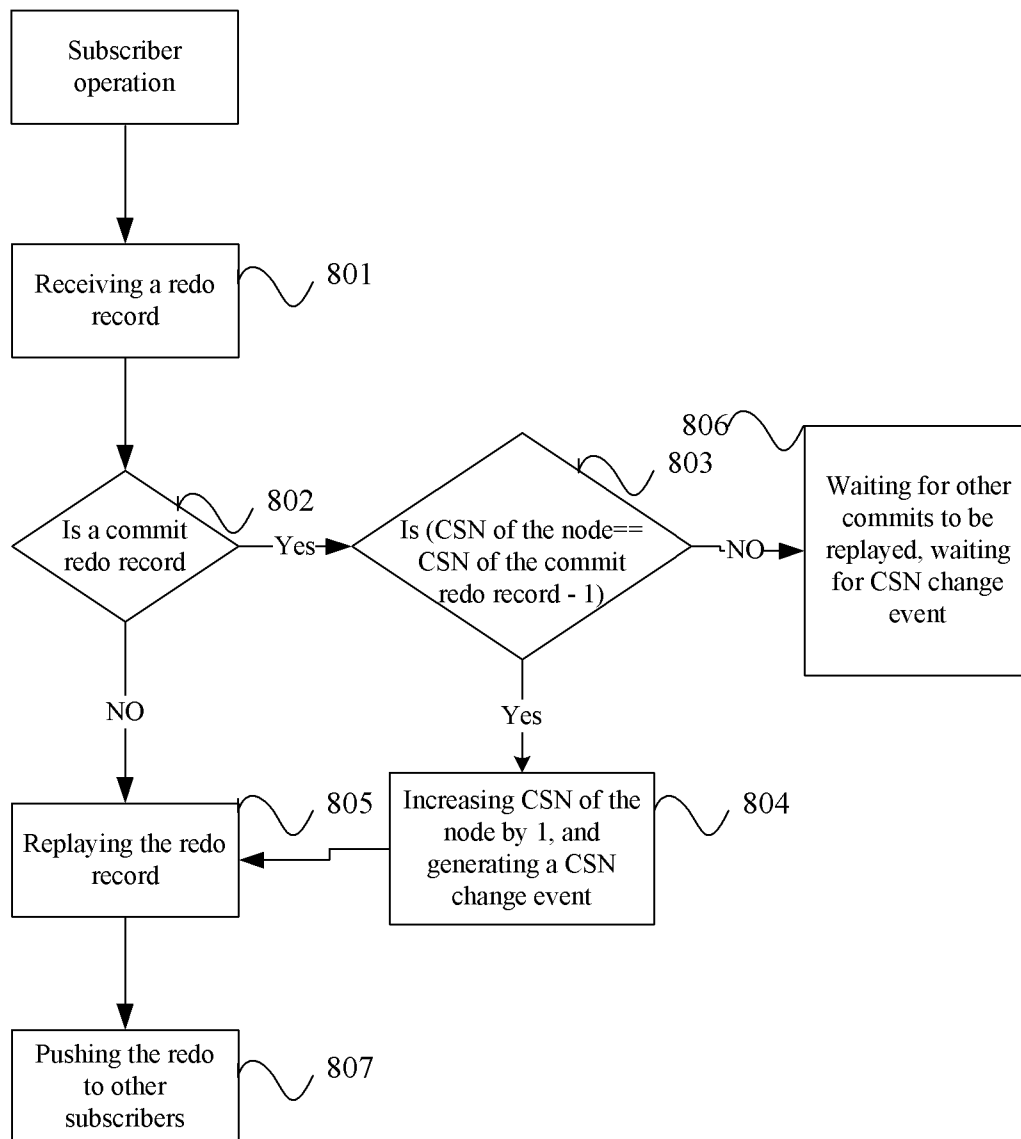 Subscriber
operation
Receiving a redo
record
801
Is a commit
redo record
802
Yes
Is (CSN of the node==
CSN of the commit
redo record - 1)
803
NO
806
Waiting for other
commits to be
replayed, waiting
for CSN change
event
NO
Yes
Replaying the redo
record
805
Increasing CSN of the
node by 1, and
generating a CSN
change event
804
Pushing the redo
to other
subscribers
807